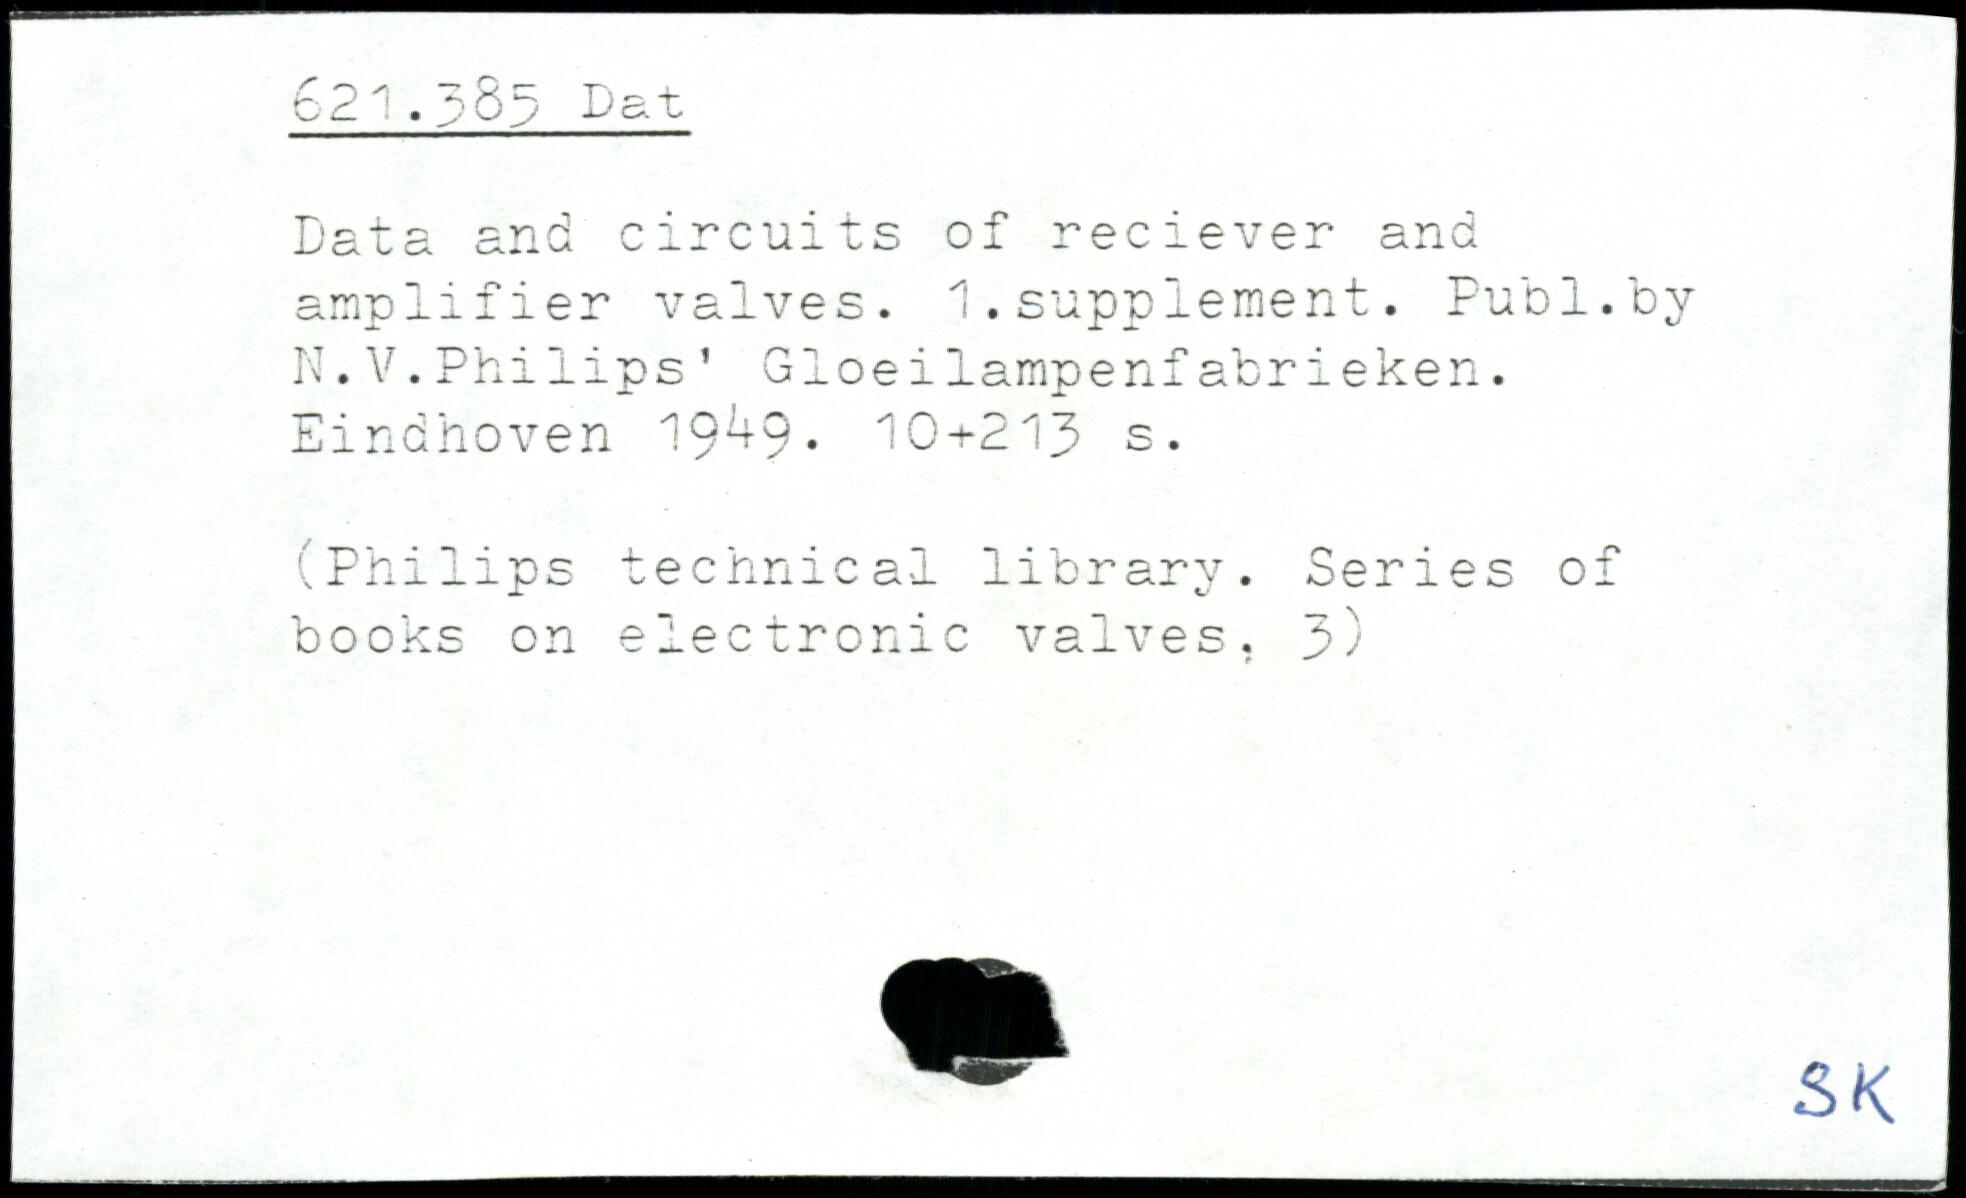 621.385 Dat
Data and circuits of reciever and
amplifier valves. 1.supplement. Publ.by
N.V.Philips' Gloeilampenfabrieken.
Eindhoven 1949. 10+213 s.
(Philips technical library. Series of
books on electronic valves, 3)
SK